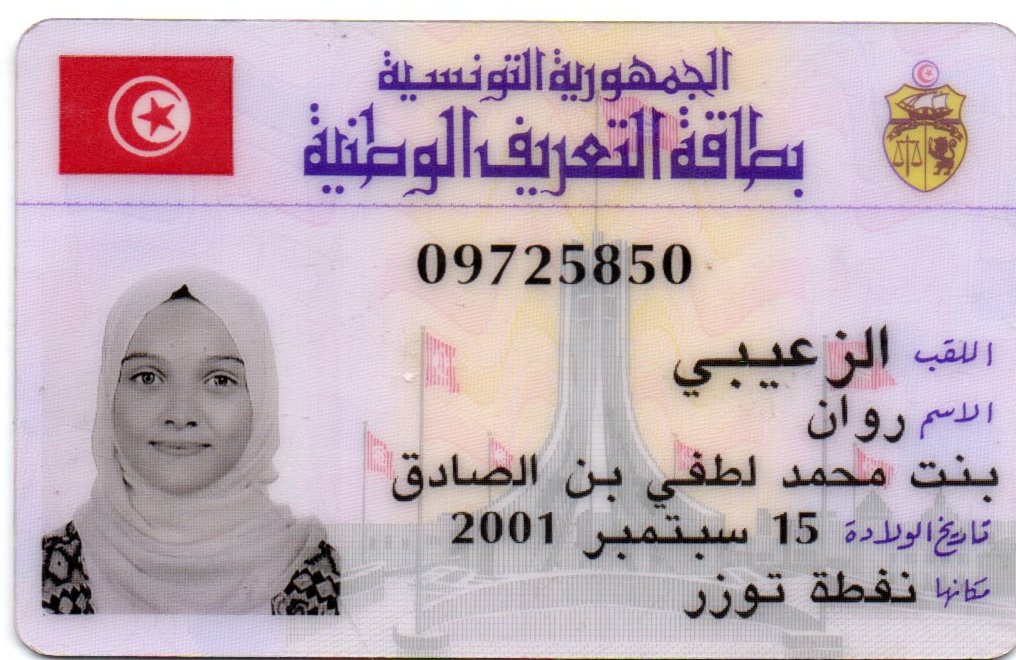 الجمهورية التونسية
بطاقة التعريف الوطنية
09725850
اللقب الزعيبي
الاسم روان
بنت محمد لطفي بن الصادق
تاريخ الولادة 15 سبتمبر 2001
مكانها نفطة توزر